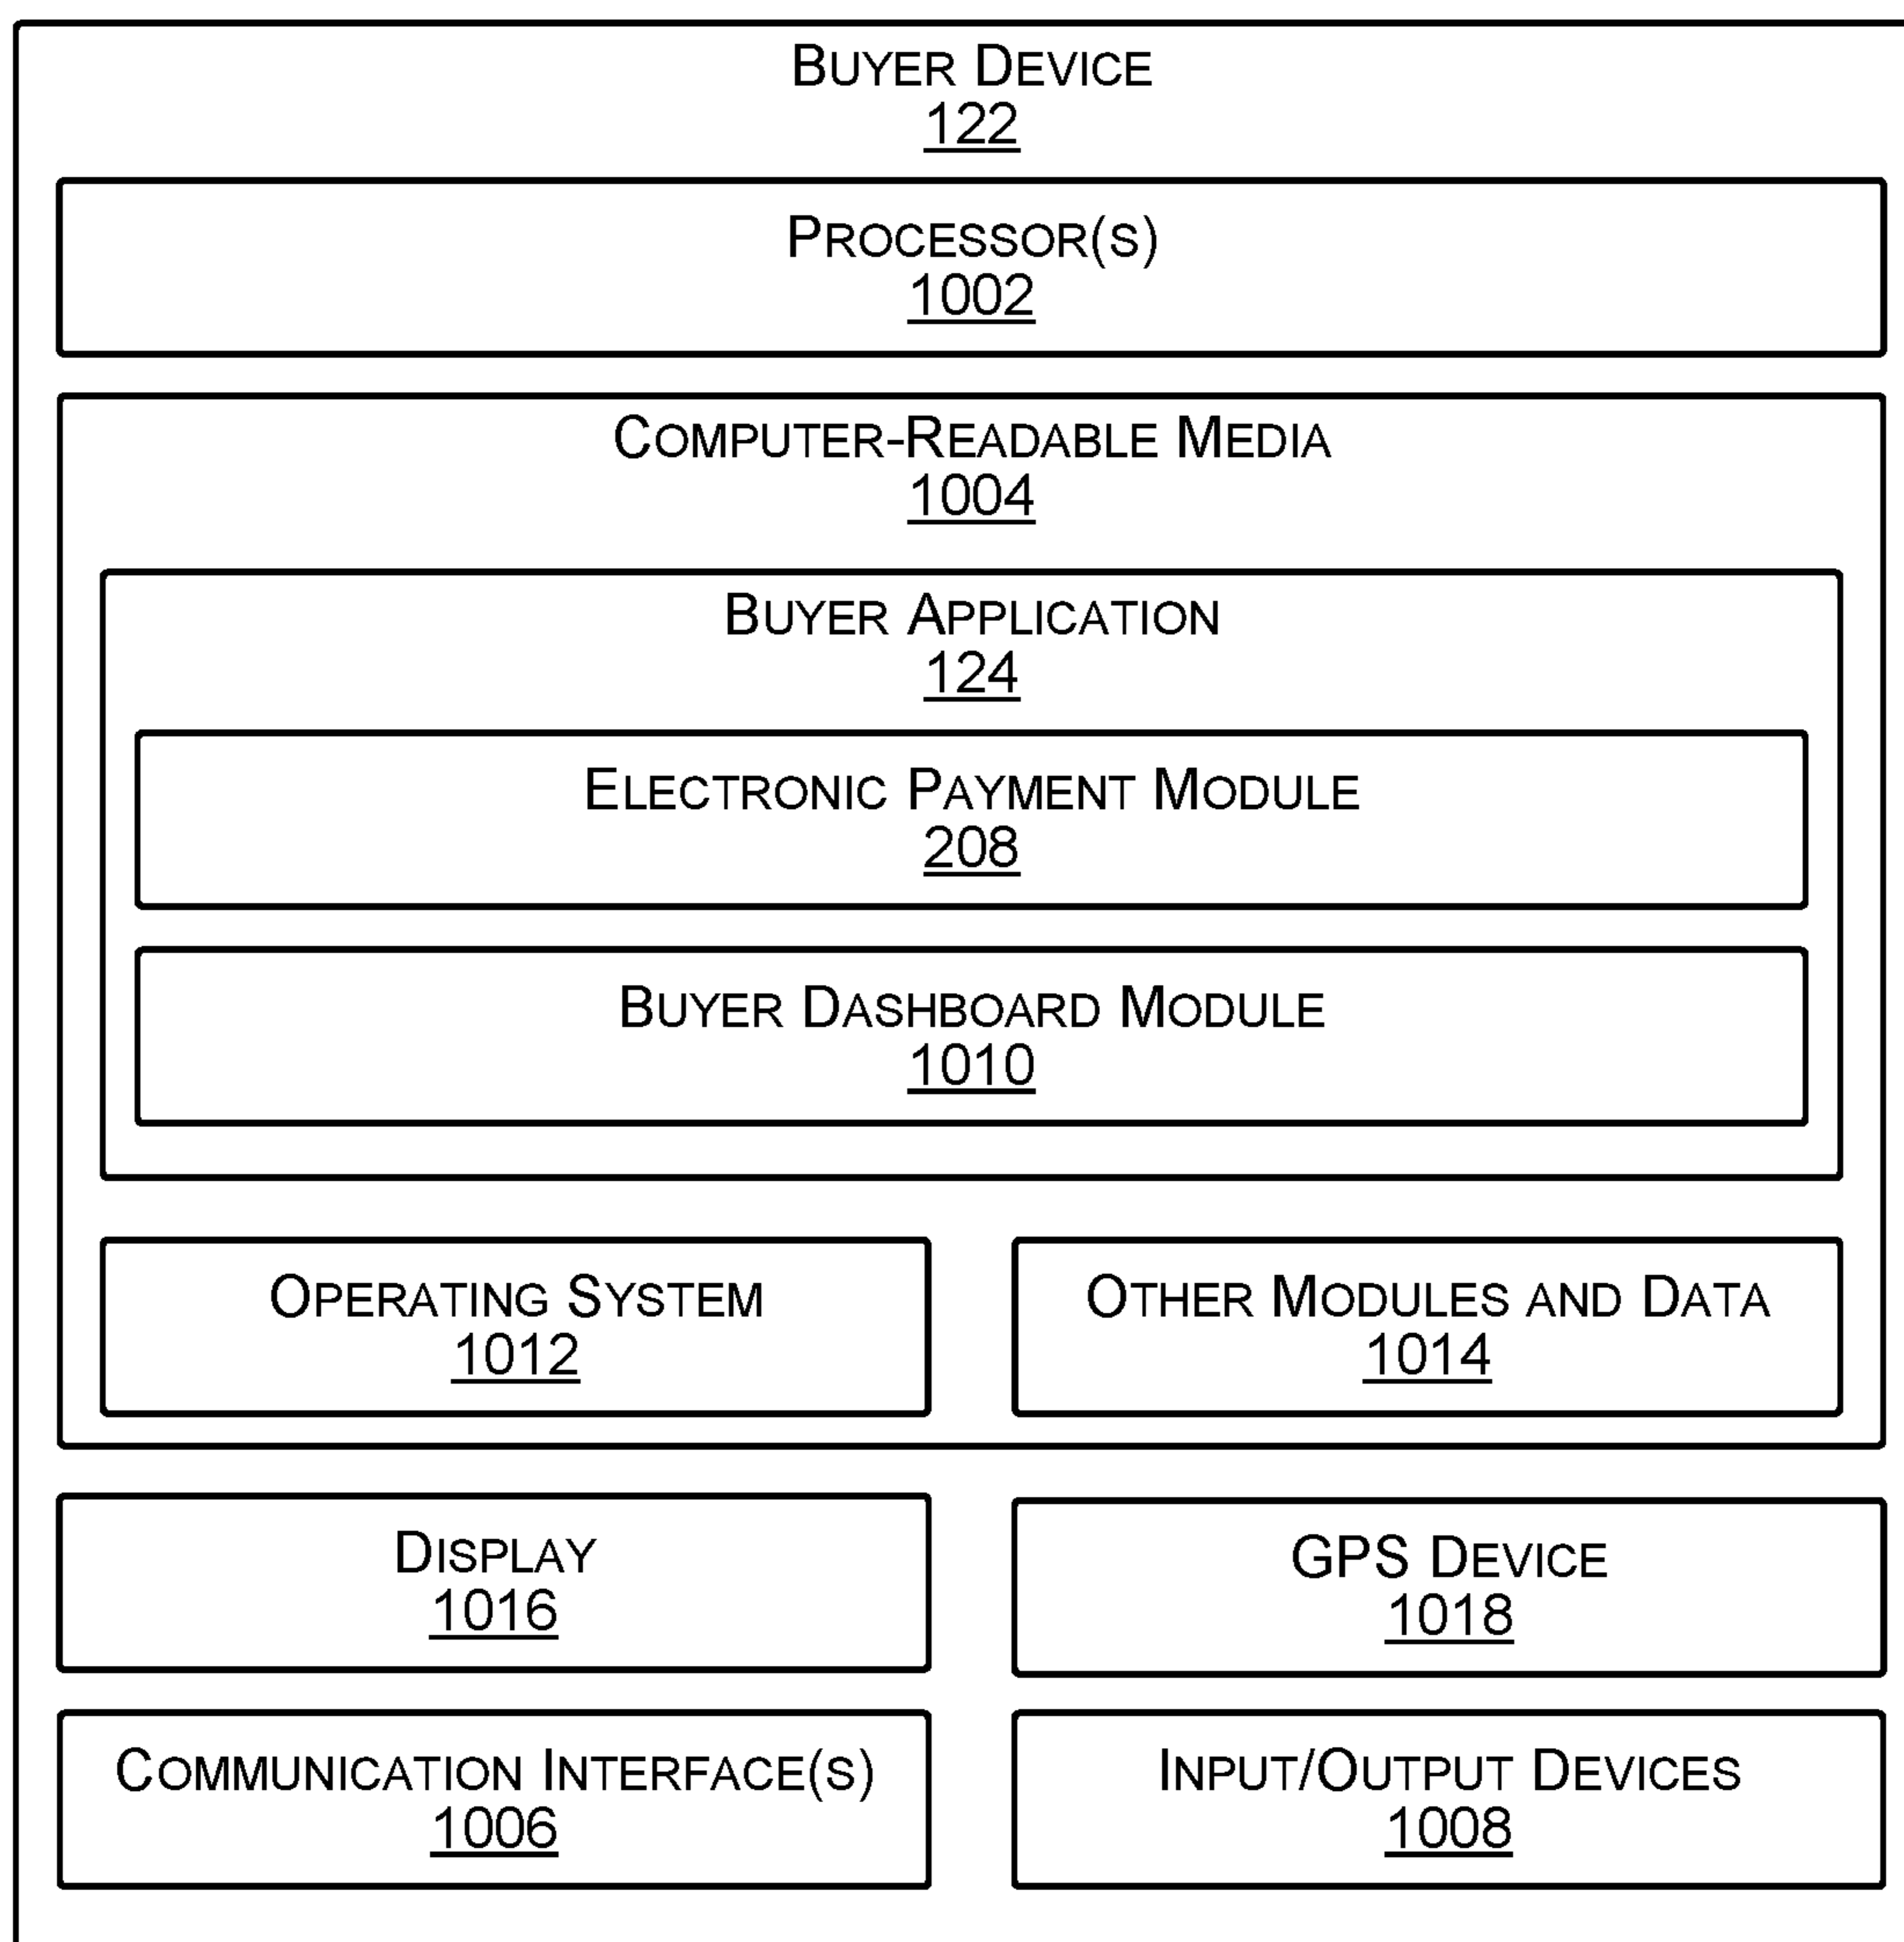 BUYER DEVICE
122
PROCESSOR(S)
1002
COMPUTER-READABLE MEDIA
1004
BUYER APPLICATION
124
ELECTRONIC PAYMENT MODULE
208
BUYER DASHBOARD MODULE
1010
OPERATING SYSTEM
1012
OTHER MODULES AND DATA
1014
DISPLAY
1016
GPS DEVICE
1018
COMMUNICATION INTERFACE(S)
1006
INPUT/OUTPUT DEVICES
1008